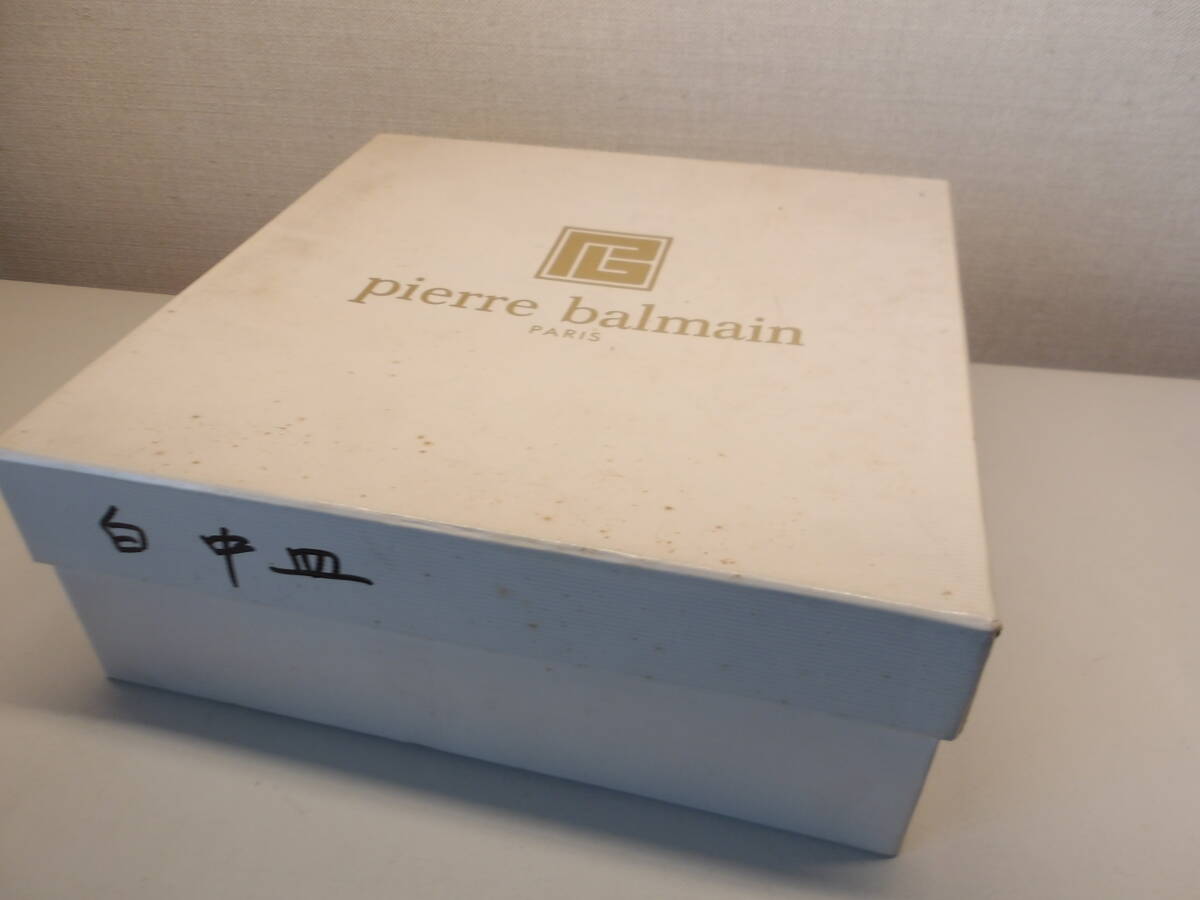 pierre balmain
PARIS
白 中 皿